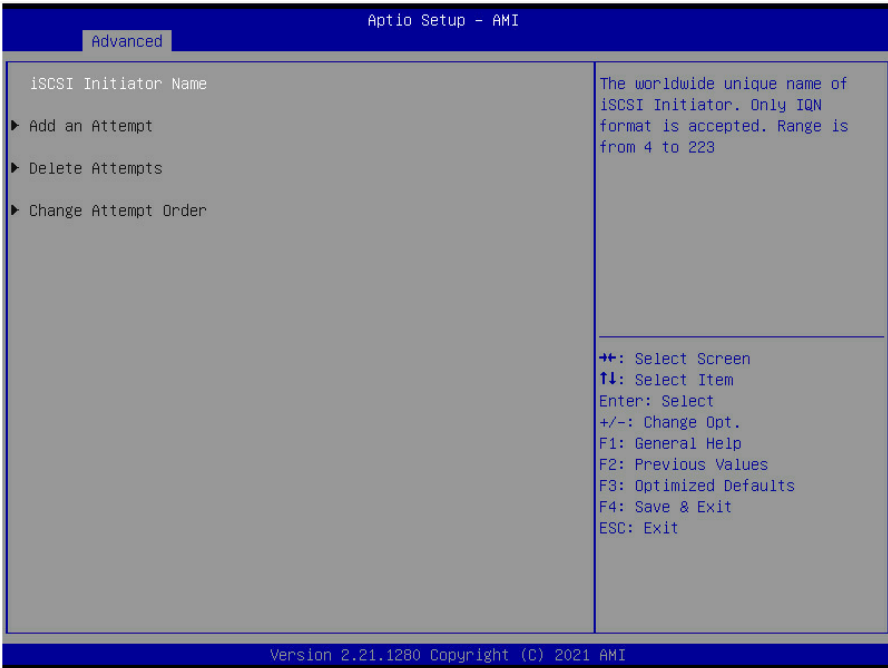 Aptio Setup – AMI
Advanced
iSCSI Initiator Name
▶ Add an Attempt
▶ Delete Attempts
▶ Change Attempt Order
The worldwide unique name of
iSCSI Initiator. Only IQN
format is accepted. Range is
from 4 to 223
→←: Select Screen
↑↓: Select Item
Enter: Select
+/-: Change Opt.
F1: General Help
F2: Previous Values
F3: Optimized Defaults
F4: Save & Exit
ESC: Exit
Version 2.21.1280 Copyright (C) 2021 AMI